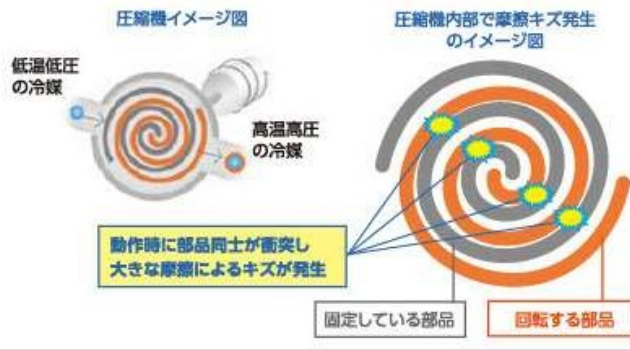 圧縮機イメージ図
低温低圧
の冷媒
高温高圧
の冷媒
圧縮機内部で摩擦キズ発生
のイメージ図
動作時に部品同士が衝突し
大きな摩擦によるキズが発生
固定している部品
回転する部品